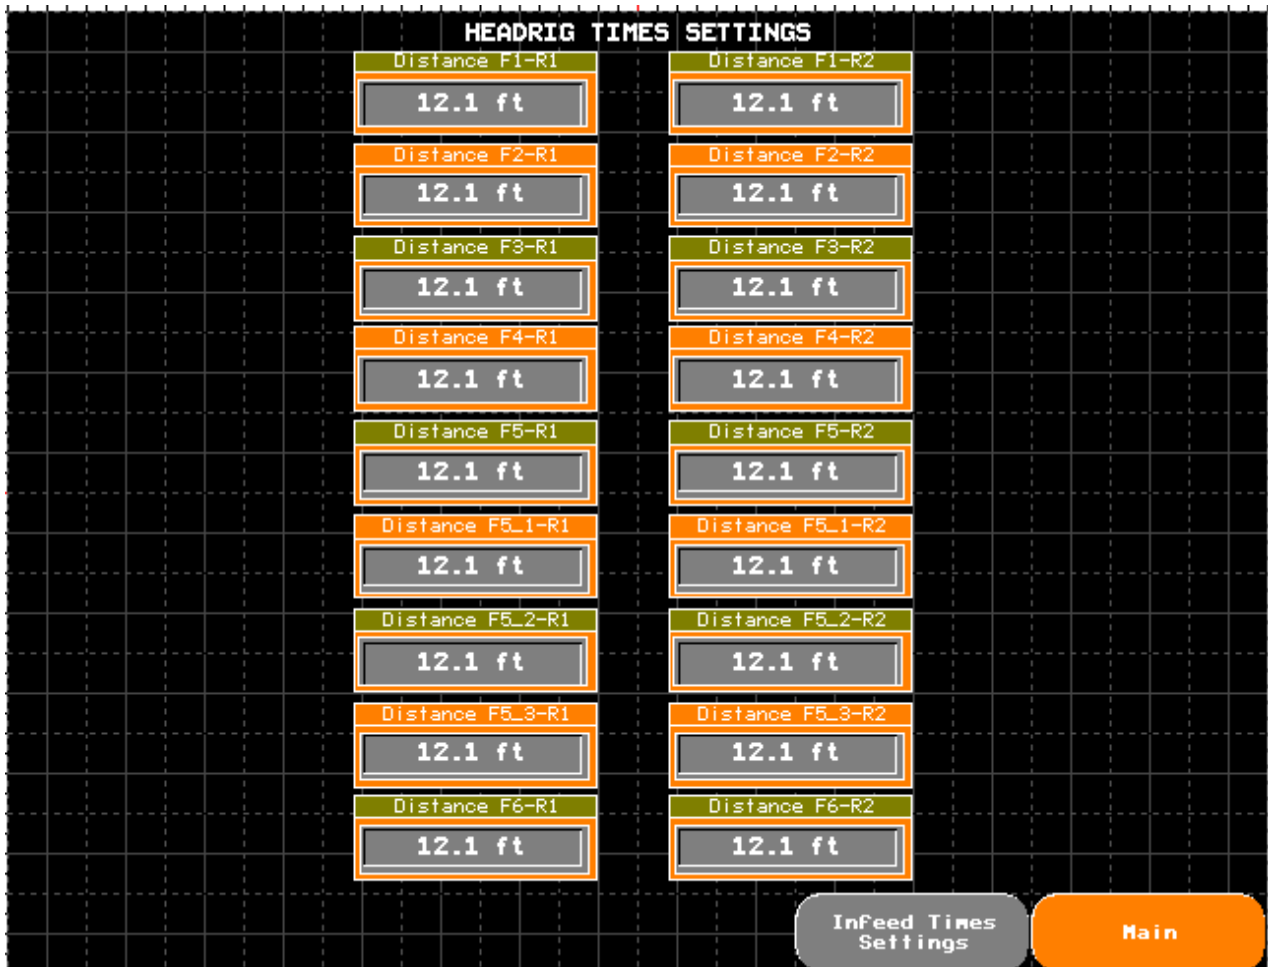 HEADRIG TIMES SETTINGS
Distance F1-R1
Distance F1-R2
12.1 ft
12.1 ft
Distance F2-R1
Distance F2-R2
12.1 ft
12.1 ft
Distance F3-R1
Distance F3-R2
12.1 ft
12.1 ft
Distance F4-R1
Distance F4-R2
12.1 ft
12.1 ft
Distance F5-R1
Distance F5-R2
12.1 ft
12.1 ft
Distance F5_1-R1
Distance F5_1-R2
12.1 ft
12.1 ft
Distance F5_2-R1
Distance F5_2-R2
12.1 ft
12.1 ft
Distance F5_3-R1
Distance F5_3-R2
12.1 ft
12.1 ft
Distance F6-R1
Distance F6-R2
12.1 ft
12.1 ft
Infeed Times
Settings
Main